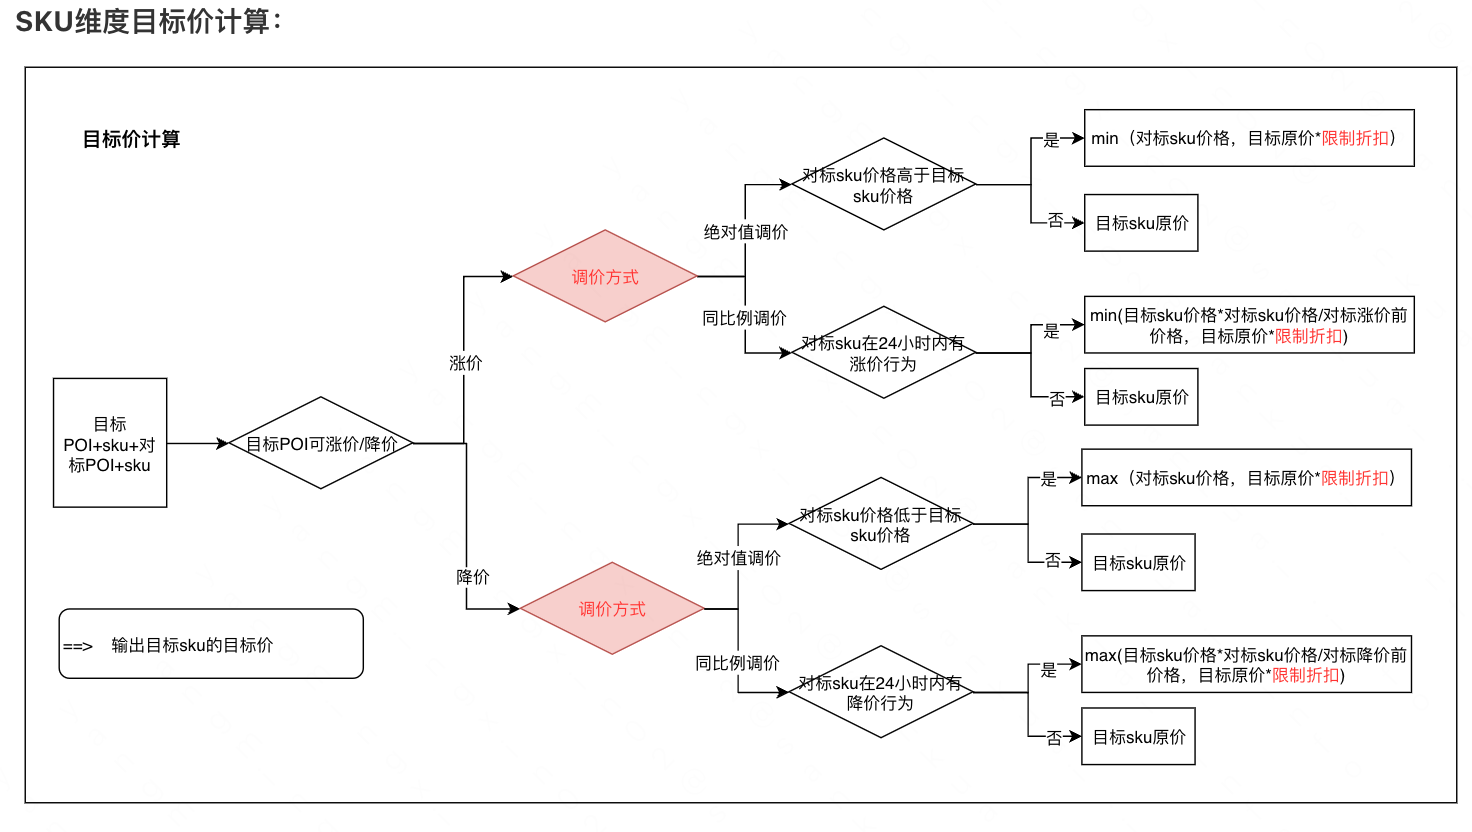 SKU维度目标价计算：
目标价计算
目标
POI+sku+对
标POI+sku
目标POI可涨价/降价
涨价
降价
调价方式
绝对值调价
同比例调价
对标sku价格高于目标
sku价格
是
min（对标sku价格，目标原价*限制折扣）
否
目标sku原价
对标sku在24小时内有
涨价行为
是
min(目标sku价格*对标sku价格/对标涨价前
价格，目标原价*限制折扣)
否
目标sku原价
调价方式
绝对值调价
同比例调价
对标sku价格低于目标
sku价格
是
max（对标sku价格，目标原价*限制折扣）
否
目标sku原价
对标sku在24小时内有
降价行为
是
max(目标sku价格*对标sku价格/对标降价前
价格，目标原价*限制折扣)
否
目标sku原价
==> 输出目标sku的目标价